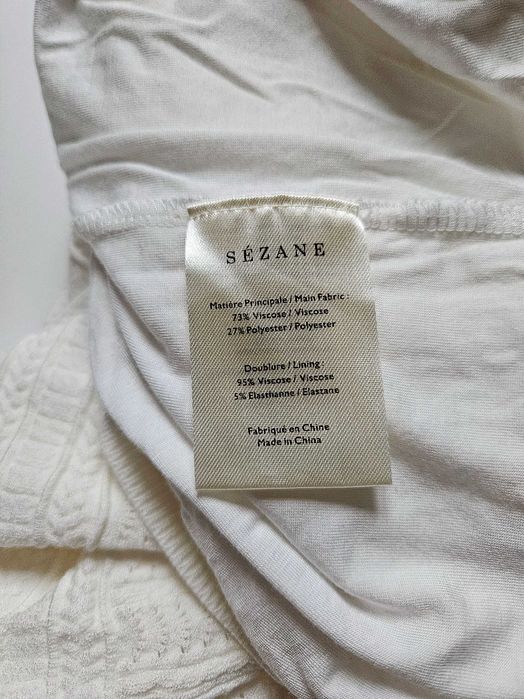 SÉZANE
Matière Principale / Main Fabric :
73% Viscose / Viscose
27% Polyester / Polyester
Doublure / Lining :
95% Viscose / Viscose
5% Elasthanne / Elastane
Fabriqué en Chine
Made in China